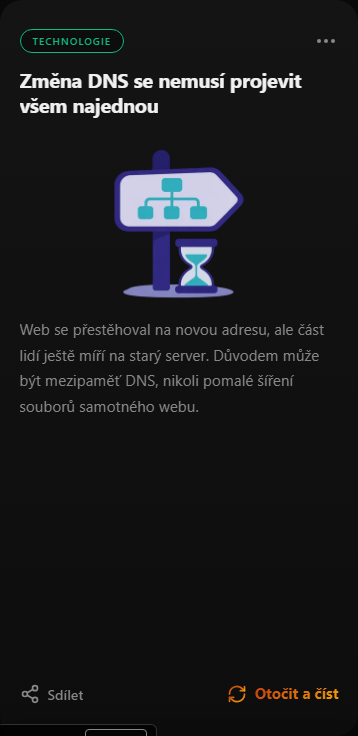 TECHNOLOGIE
Změna DNS se nemusí projevit
všem najednou
Web se přestěhoval na novou adresu, ale část
lidí ještě míří na starý server. Důvodem může
být mezipaměť DNS, nikoli pomalé šíření
souborů samotného webu.
Sdílet
Otočit a číst